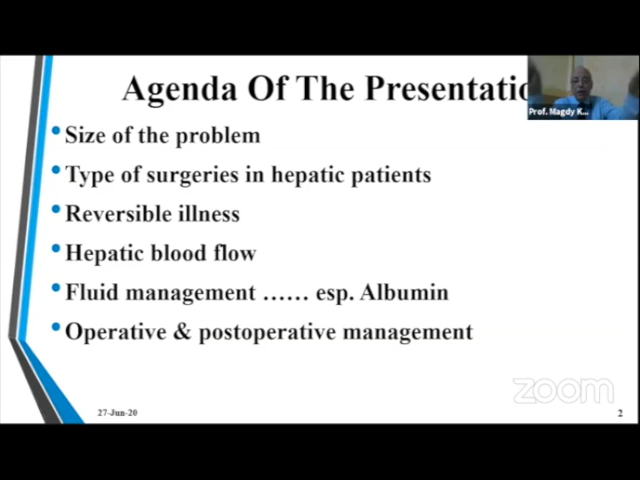 Agenda Of The Presentatio
Prof. Magdy K...
• Size of the problem
• Type of surgeries in hepatic patients
• Reversible illness
• Hepatic blood flow
• Fluid management ...... esp. Albumin
• Operative & postoperative management
zoom
27-Jun-20
2